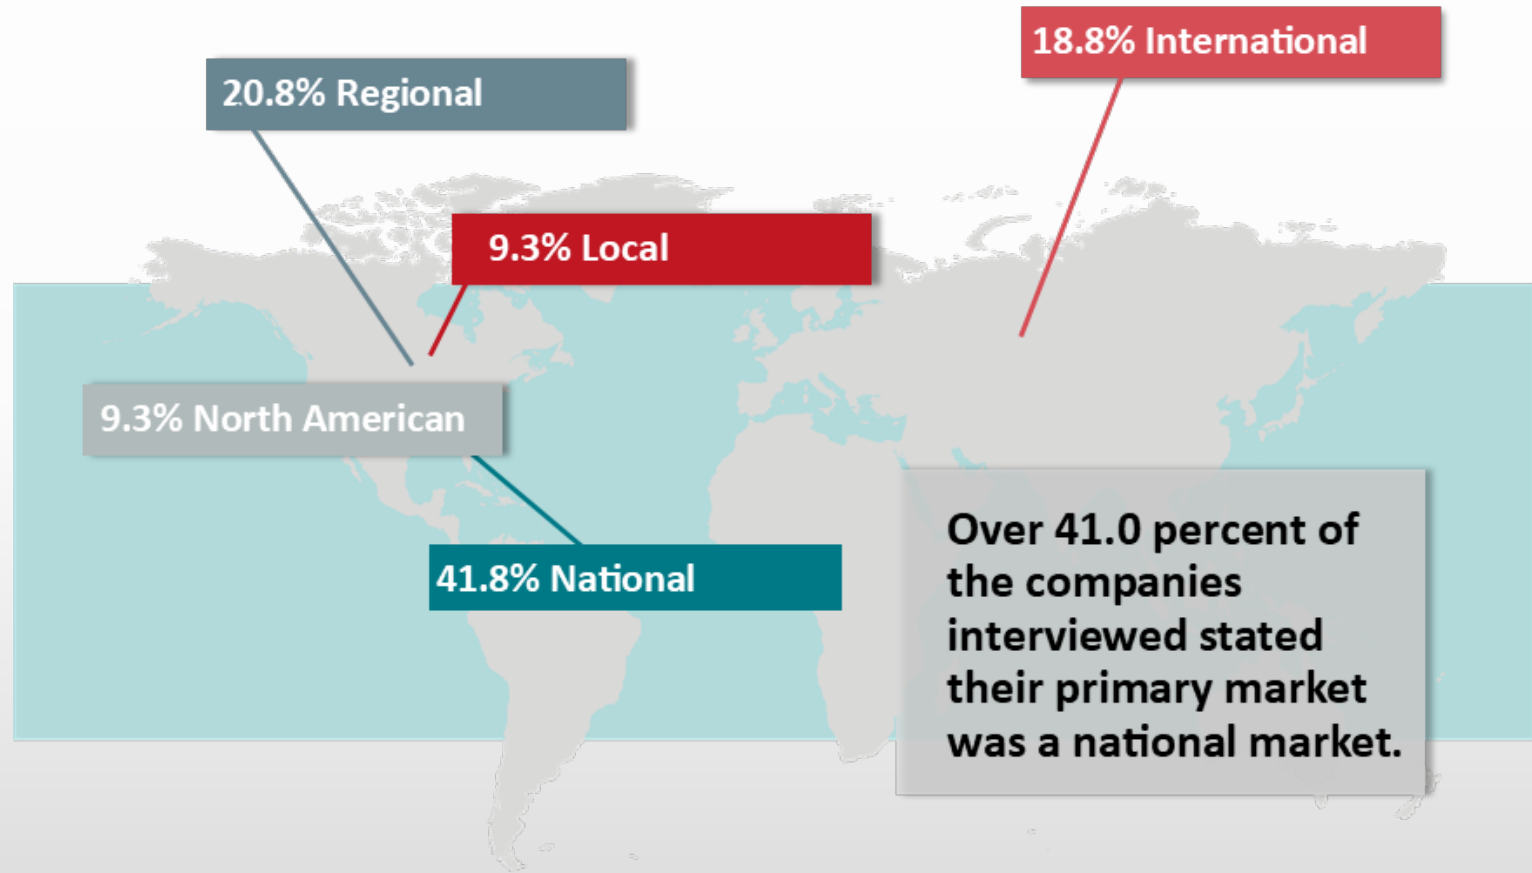 18.8% International
20.8% Regional
9.3% Local
9.3% North American
41.8% National
Over 41.0 percent of
the companies
interviewed stated
their primary market
was a national market.